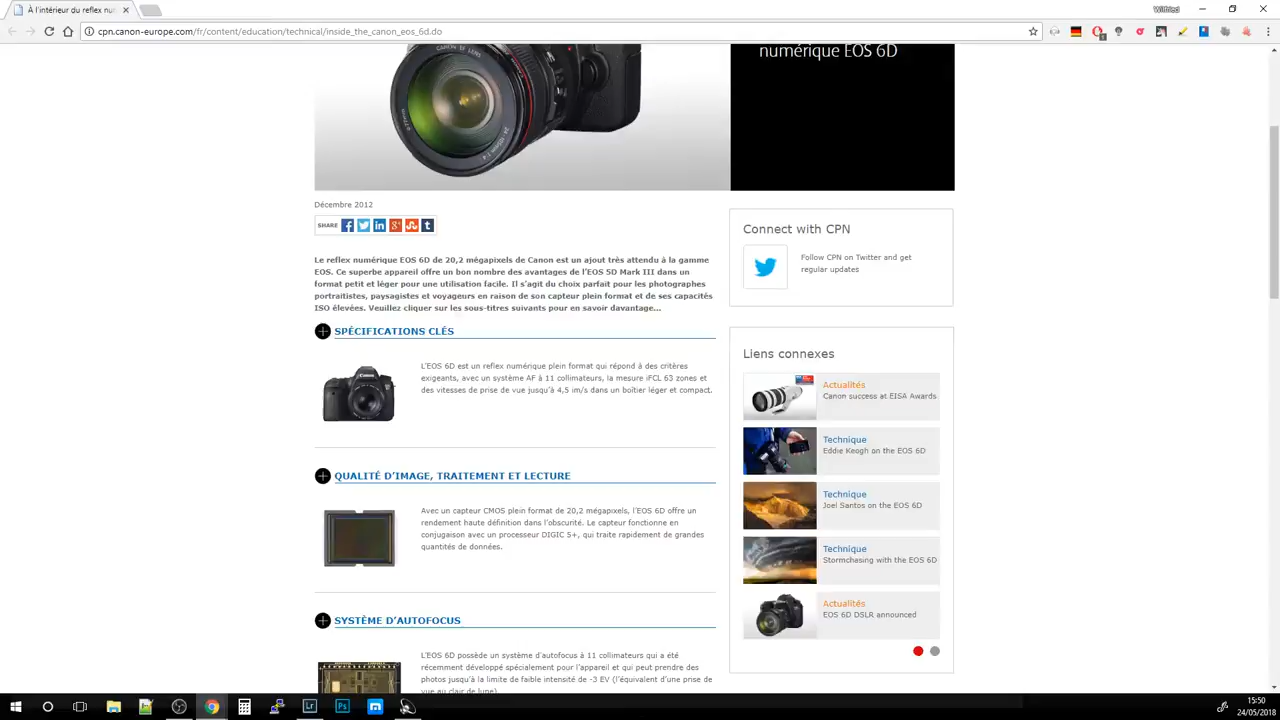 À l'intérieur du reflex nu
Wilfried
cpn.canon-europe.com/fr/content/education/technical/inside_the_canon_eos_6d.do
numérique EOS 6D
CANON EF LENS
Décembre 2012
SHARE
Connect with CPN
Follow CPN on Twitter and get
regular updates
Le reflex numérique EOS 6D de 20,2 mégapixels de Canon est un ajout très attendu à la gamme
EOS. Ce superbe appareil offre un bon nombre des avantages de l'EOS 5D Mark III dans un
format petit et léger pour une utilisation facile. Il s'agit du choix parfait pour les photographes
portraitistes, paysagistes et voyageurs en raison de son capteur plein format et de ses capacités
ISO élevées. Veuillez cliquer sur les sous-titres suivants pour en savoir davantage...
SPÉCIFICATIONS CLÉS
L'EOS 6D est un reflex numérique plein format qui répond à des critères
exigeants, avec un système AF à 11 collimateurs, la mesure iFCL 63 zones et
des vitesses de prise de vue jusqu'à 4,5 im/s dans un boîtier léger et compact.
Canon
QUALITÉ D'IMAGE, TRAITEMENT ET LECTURE
Avec un capteur CMOS plein format de 20,2 mégapixels, l'EOS 6D offre un
rendement haute définition dans l'obscurité. Le capteur fonctionne en
conjugaison avec un processeur DIGIC 5+, qui traite rapidement de grandes
quantités de données.
SYSTÈME D'AUTOFOCUS
L'EOS 6D possède un système d'autofocus à 11 collimateurs qui a été
récemment développé spécialement pour l'appareil et qui peut prendre des
photos jusqu'à la limite de faible intensité de -3 EV (l'équivalent d'une prise de
vue au clair de lune).
Liens connexes
Actualités
Canon success at EISA Awards
Technique
Eddie Keogh on the EOS 6D
Technique
Joel Santos on the EOS 6D
Technique
Stormchasing with the EOS 6D
Actualités
EOS 6D DSLR announced
Lr
Ps
15:50
24/05/2018